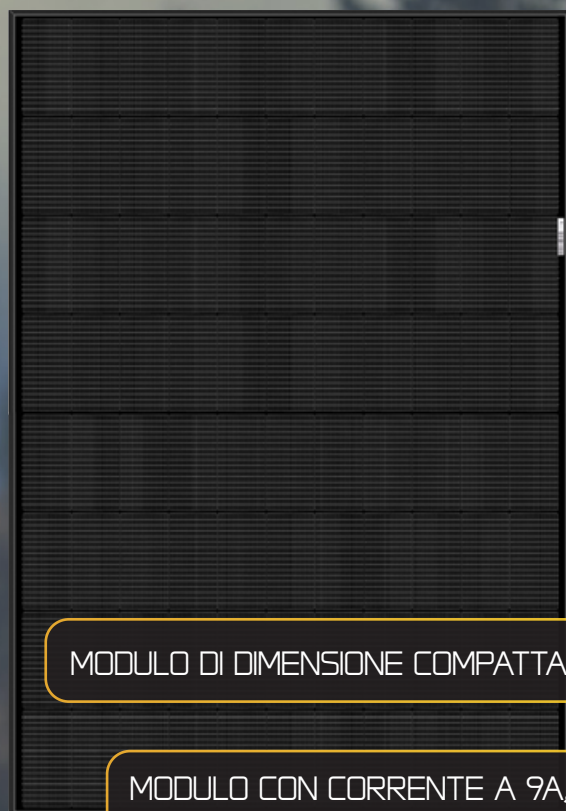 MODULO DI DIMENSIONE COMPATTA
MODULO CON CORRENTE A 9A,